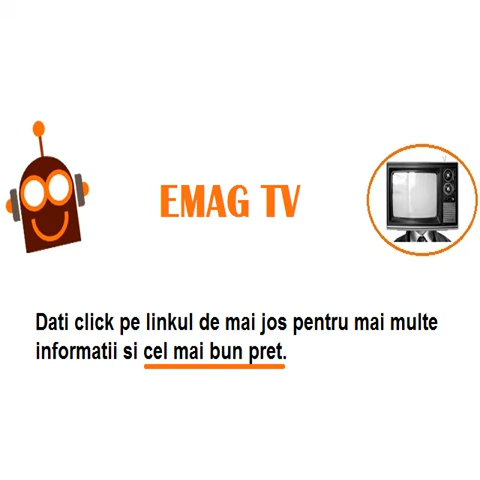 EMAG TV
Dati click pe linkul de mai jos pentru mai multe
informatii si cel mai bun pret.